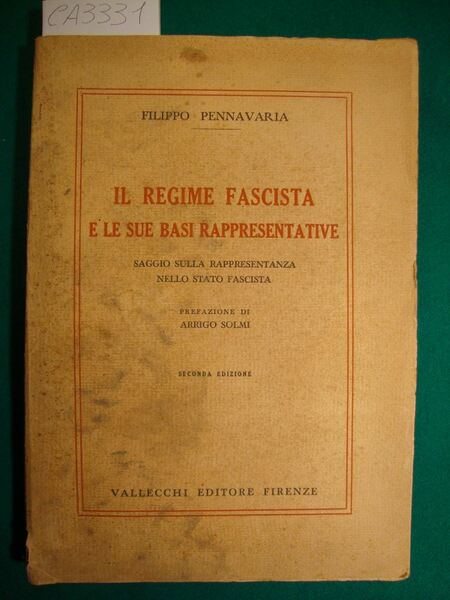 CA3331
FILIPPO PENNAVARIA
IL REGIME FASCISTA
E LE SUE BASI RAPPRESENTATIVE
SAGGIO SULLA RAPPRESENTANZA
NELLO STATO FASCISTA
PREFAZIONE DI
ARRIGO SOLMI
SECONDA EDIZIONE
VALLECCHI EDITORE FIRENZE